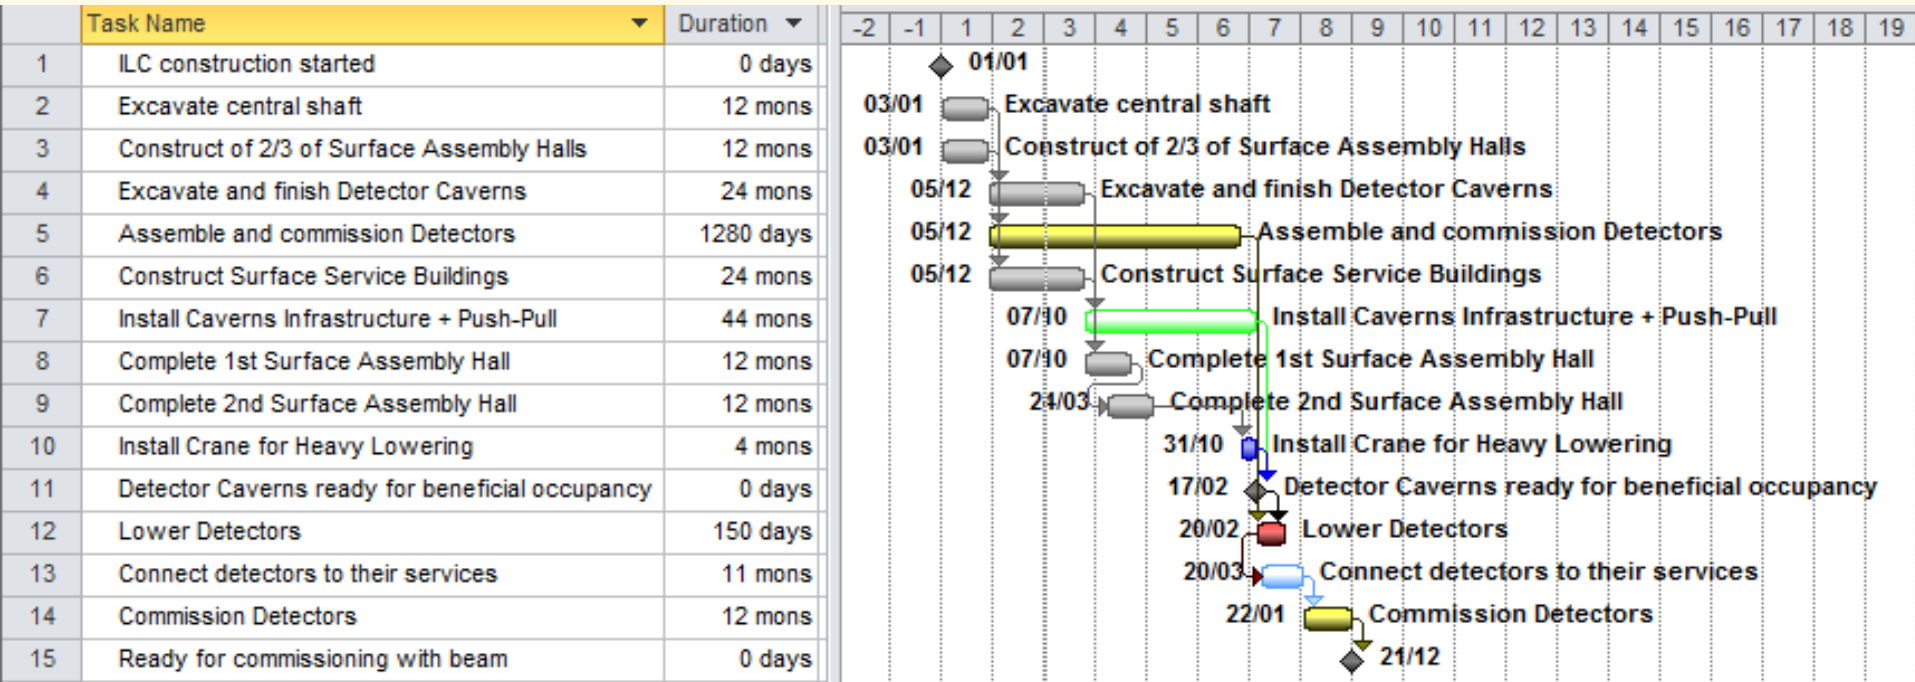 Task Name Duration -2 -1 1 2 3 4 5 6 7 8 9 10 11 12 13 14 15 16 17 18 19
1 ILC construction started 0 days 01/01
2 Excavate central shaft 12 mons 03/01 Excavate central shaft
3 Construct of 2/3 of Surface Assembly Halls 12 mons 03/01 Construct of 2/3 of Surface Assembly Halls
4 Excavate and finish Detector Caverns 24 mons 05/12 Excavate and finish Detector Caverns
5 Assemble and commission Detectors 1280 days 05/12 Assemble and commission Detectors
6 Construct Surface Service Buildings 24 mons 05/12 Construct Surface Service Buildings
7 Install Caverns Infrastructure + Push-Pull 44 mons 07/10 Install Caverns Infrastructure + Push-Pull
8 Complete 1st Surface Assembly Hall 12 mons 07/10 Complete 1st Surface Assembly Hall
9 Complete 2nd Surface Assembly Hall 12 mons 24/03 Complete 2nd Surface Assembly Hall
10 Install Crane for Heavy Lowering 4 mons 31/10 Install Crane for Heavy Lowering
11 Detector Caverns ready for beneficial occupancy 0 days 17/02 Detector Caverns ready for beneficial occupancy
12 Lower Detectors 150 days 20/02 Lower Detectors
13 Connect detectors to their services 11 mons 20/03 Connect detectors to their services
14 Commission Detectors 12 mons 22/01 Commission Detectors
15 Ready for commissioning with beam 0 days 21/12